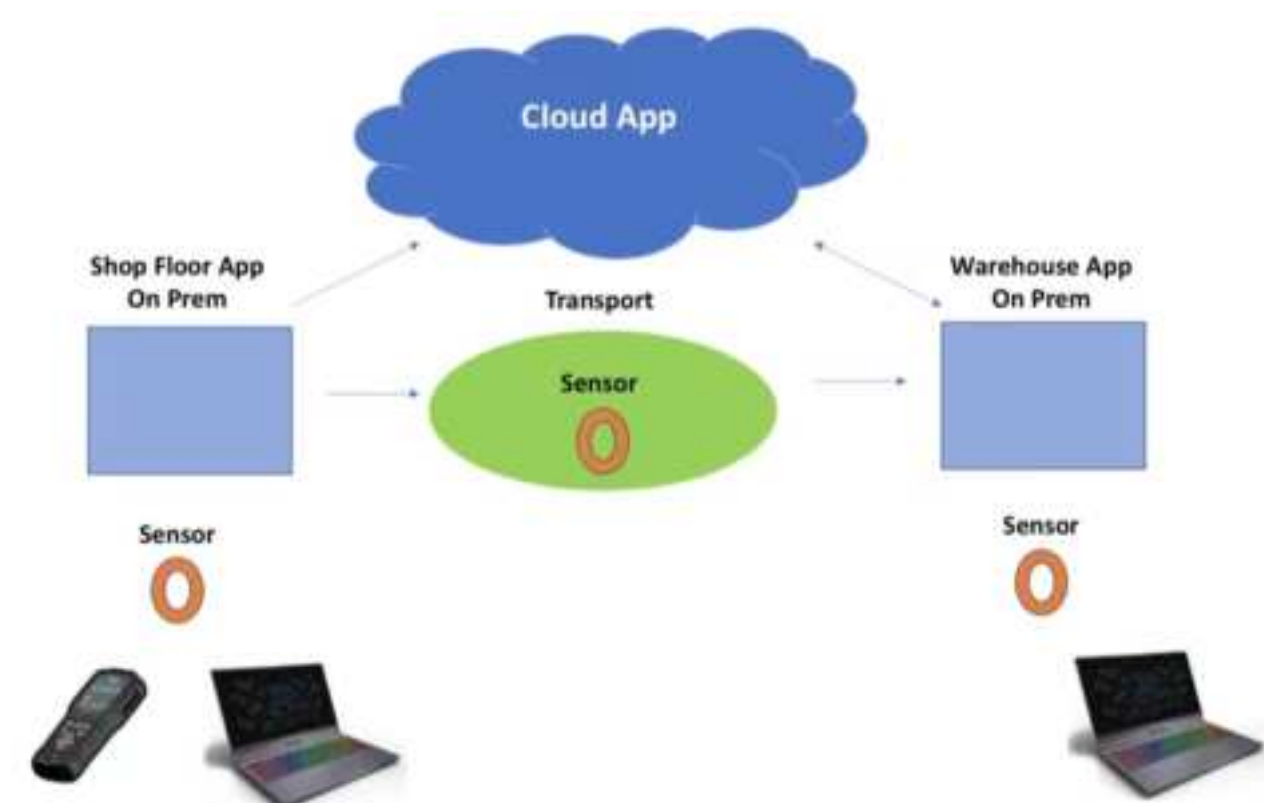 Cloud App
Shop Floor App
On Prem
Transport
Warehouse App
On Prem
Sensor
Sensor
Sensor